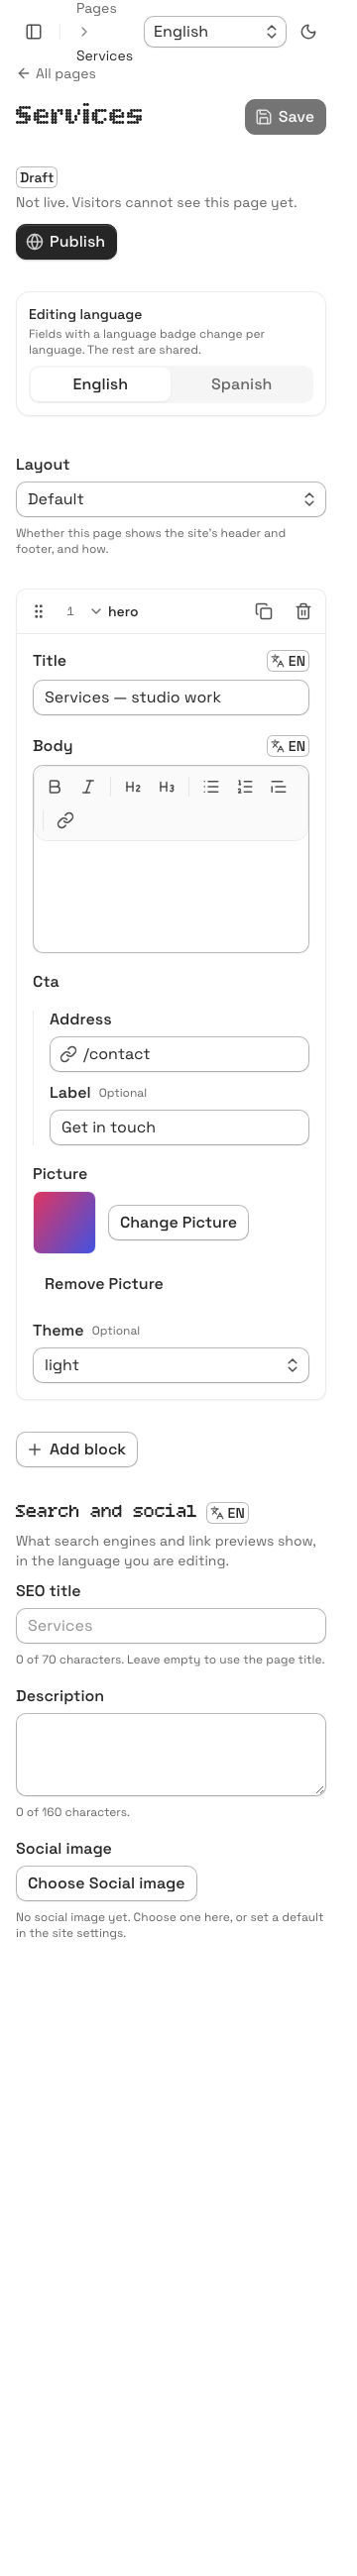 Pages
Services
English
All pages
Services
Save
Draft
Not live. Visitors cannot see this page yet.
Publish
Editing language
Fields with a language badge change per
language. The rest are shared.
English
Spanish
Layout
Default
Whether this page shows the site's header and
footer, and how.
1
hero
Title
EN
Services — studio work
Body
EN
B I H2 H3
Cta
Address
/contact
Label Optional
Get in touch
Picture
Change Picture
Remove Picture
Theme Optional
light
Add block
Search and social
EN
What search engines and link previews show,
in the language you are editing.
SEO title
Services
0 of 70 characters. Leave empty to use the page title.
Description
0 of 160 characters.
Social image
Choose Social image
No social image yet. Choose one here, or set a default
in the site settings.